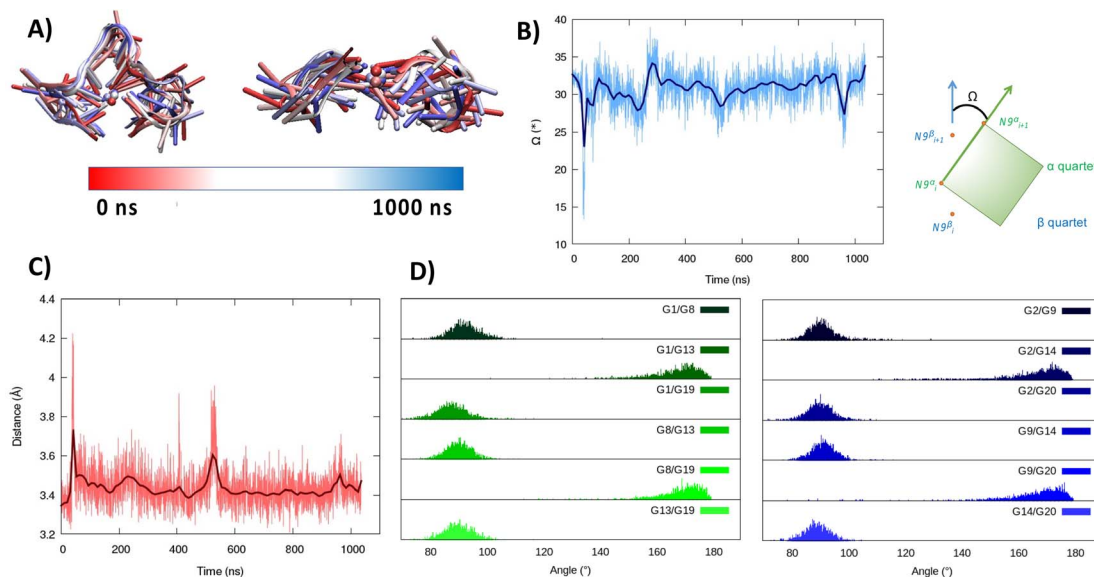 A)
0 ns
1000 ns
B)
Ω (*)
40
35
30
25
20
15
10
0
200
400
600
800
1000
Time (ns)
Ω
N9β i+1
N9α i+1
N9α i
α quartet
N9β i
β quartet
C)
Distance (Å)
4.4
4.2
4
3.8
3.6
3.4
3.2
0
200
400
600
800
1000
Time (ns)
D)
G1/G8
G1/G13
G1/G19
G8/G13
G8/G19
G13/G19
80
100
120
140
160
180
Angle (°)
G2/G9
G2/G14
G2/G20
G9/G14
G9/G20
G14/G20
80
100
120
140
160
180
Angle (°)